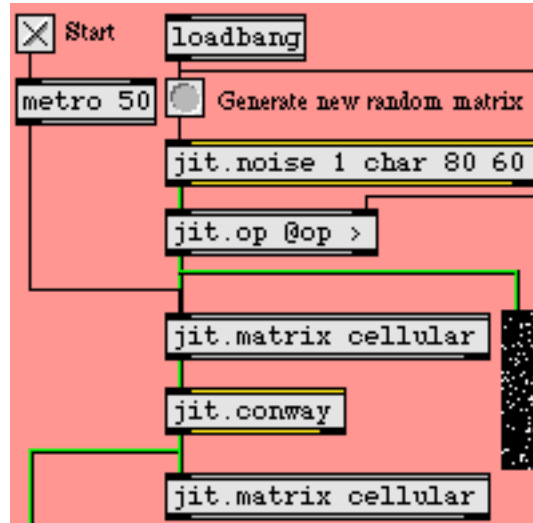 Start
loadbang
metro 50
Generate new random matrix
jit.noise 1 char 80 60
jit.op @op >
jit.matrix cellular
jit.conway
jit.matrix cellular